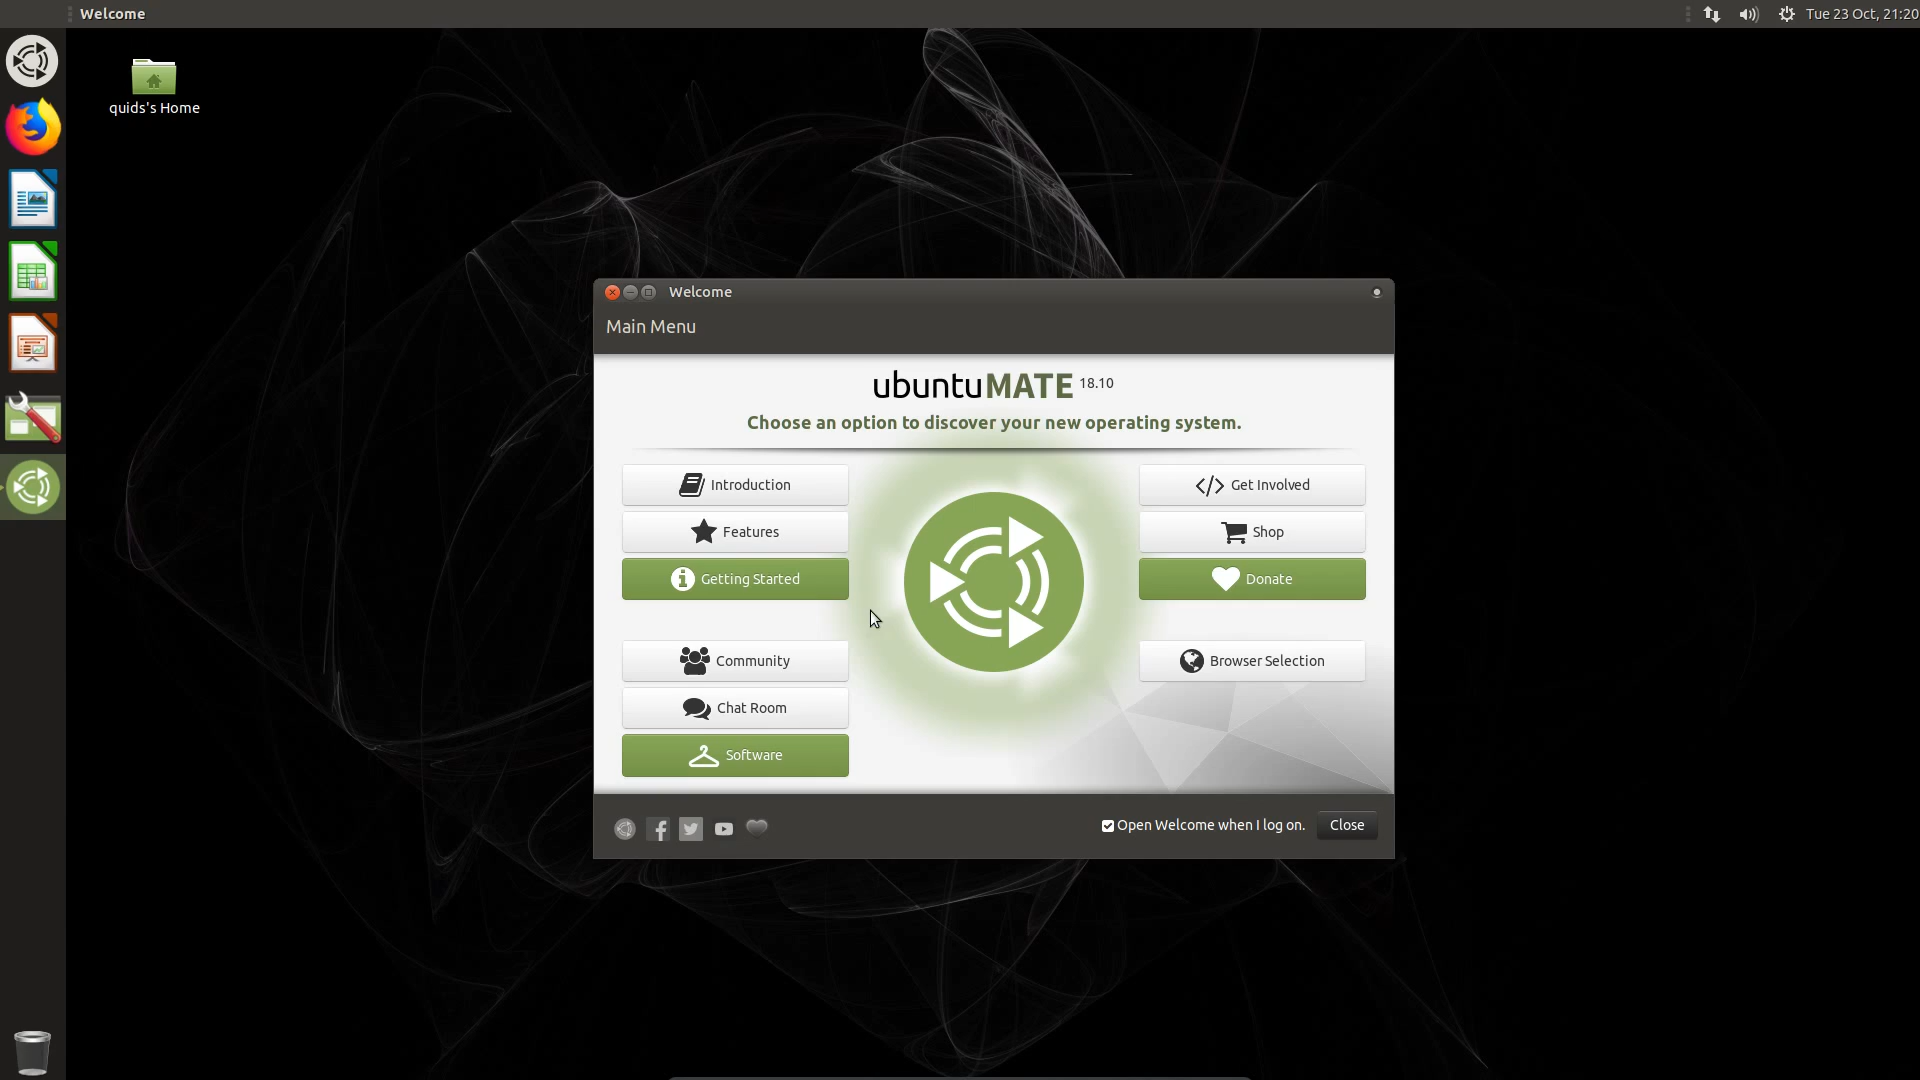 Welcome
Tue 23 Oct, 21:20
quids's Home
Welcome
Main Menu
ubuntu MATE 18.10
Choose an option to discover your new operating system.
Introduction
Get Involved
Features
Shop
Getting Started
Donate
Community
Browser Selection
Chat Room
Software
Open Welcome when I log on.
Close